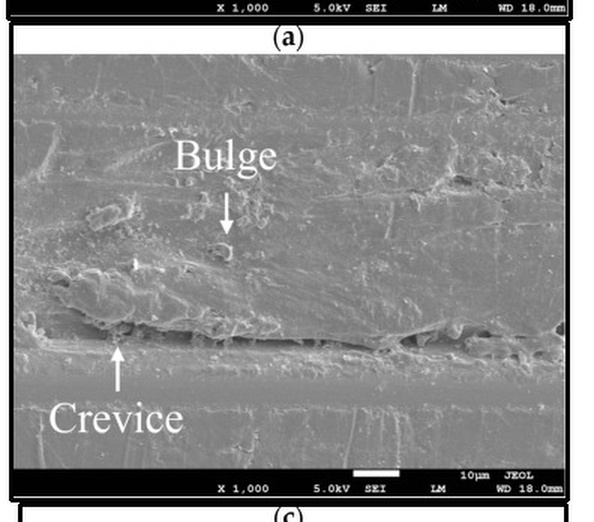 X 1,000 5.0kV SEI LM WD 18.0mm
(a)
Bulge
Crevice
10μm JEOL
X 1,000 5.0kV SEI LM WD 18.0mm
(c)